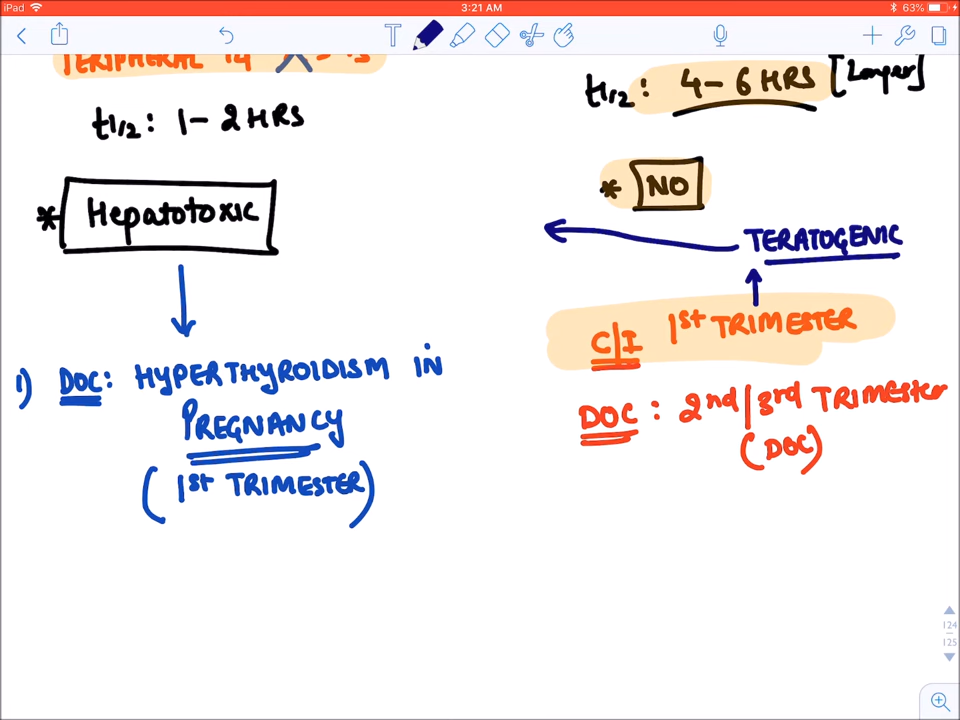 iPad
3:21 AM
63%
T
PERIPHERAL T4
t1/2: 1-2 HRS
* Hepatotoxic
1) DOC: HYPERTHYROIDISM IN
PREGNANCY
(1st TRIMESTER)
t1/2: 4-6 HRS [Longer]
* NO
TERATOGENIC
C/I 1st TRIMESTER
DOC: 2nd/3rd TRIMESTER
(DOC)
124
125